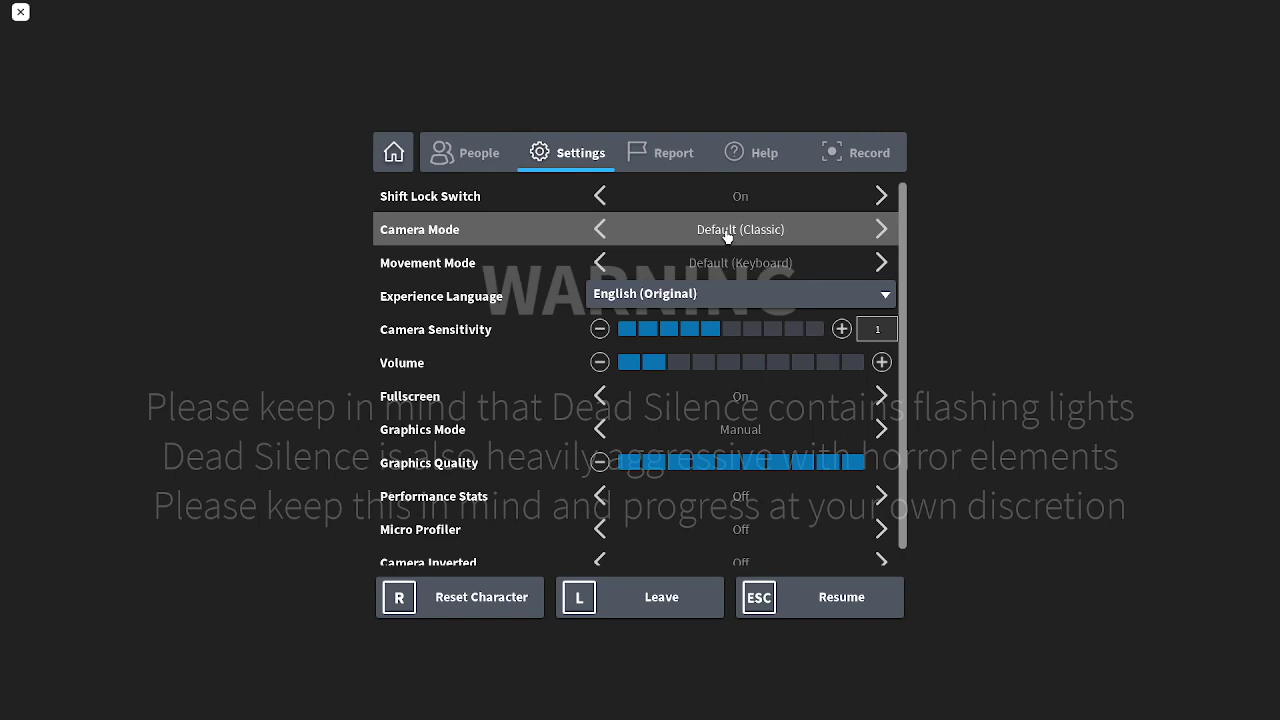 People Settings Report Help Record
Shift Lock Switch On
Camera Mode Default (Classic)
Movement Mode Default (Keyboard)
WARNING
Experience Language English (Original)
Camera Sensitivity 1
Volume
Fullscreen On
Please keep in mind that Dead Silence contains flashing lights
Graphics Mode Manual
Dead Silence is also heavily aggressive with horror elements
Graphics Quality
Performance Stats Off
Please keep this in mind and progress at your own discretion
Micro Profiler Off
Camera Inverted Off
R Reset Character L Leave ESC Resume